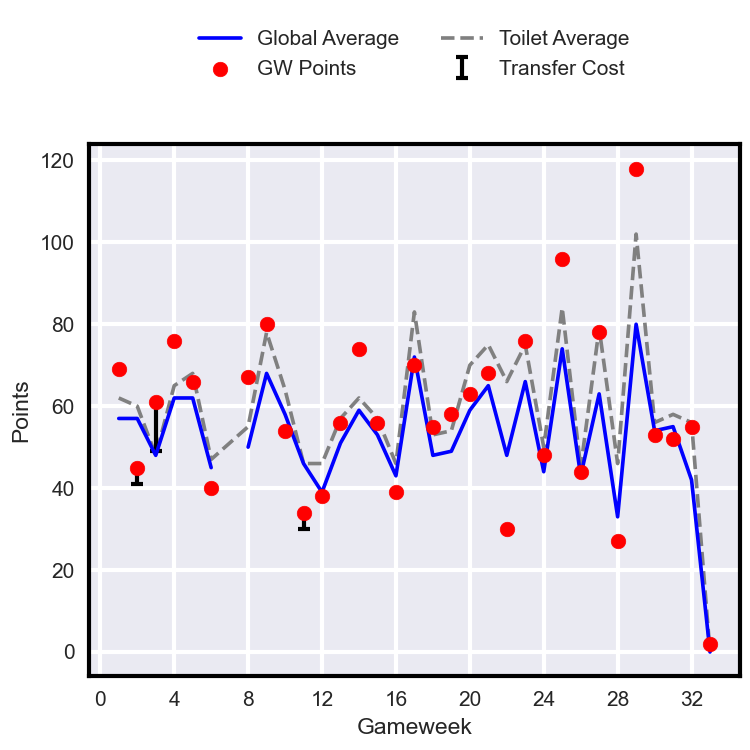 Global Average
Toilet Average
GW Points
Transfer Cost
120
100
80
60
40
20
0
Points
0 4 8 12 16 20 24 28 32
Gameweek